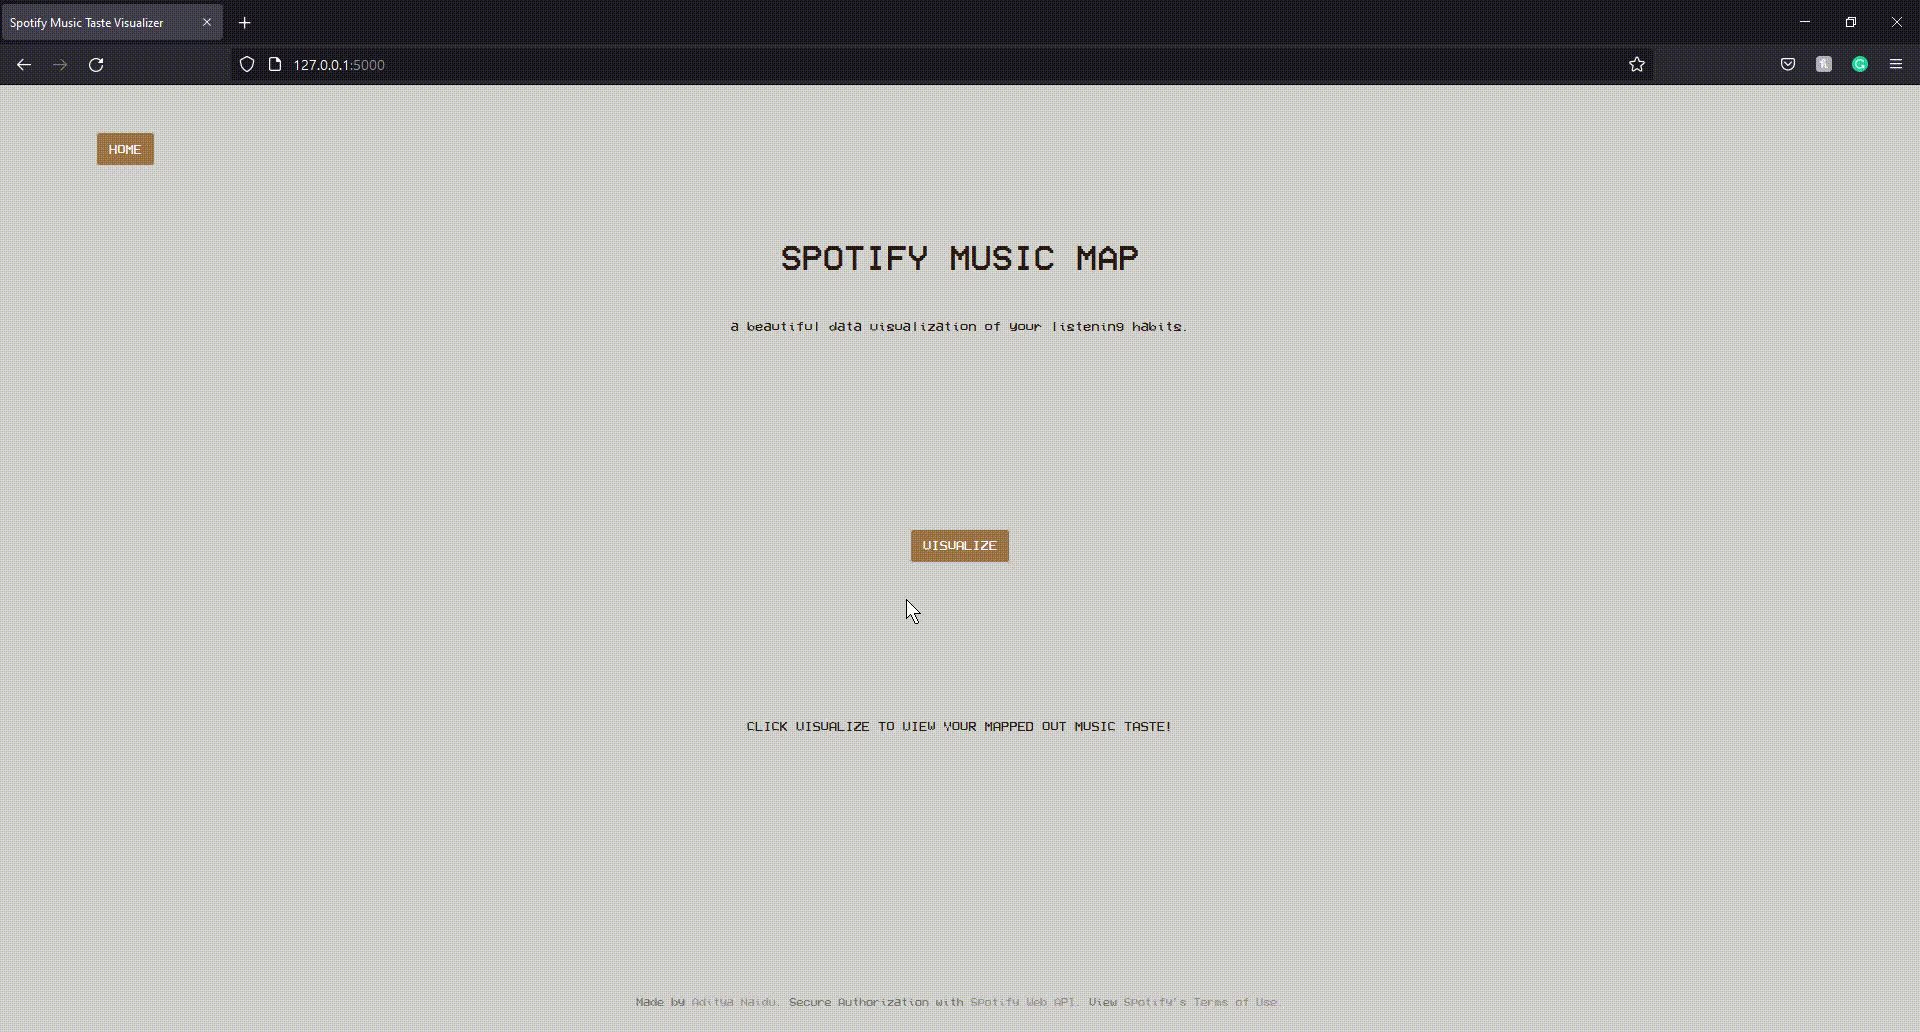 Spotify Music Taste Visualizer
127.0.0.1:5000
HOME
SPOTIFY MUSIC MAP
a beautiful data visualization of your listening habits.
VISUALIZE
CLICK VISUALIZE TO VIEW YOUR MAPPED OUT MUSIC TASTE!
Made by Aditya Naidu. Secure Authorization with Spotify Web API. View Spotify's Terms of Use.